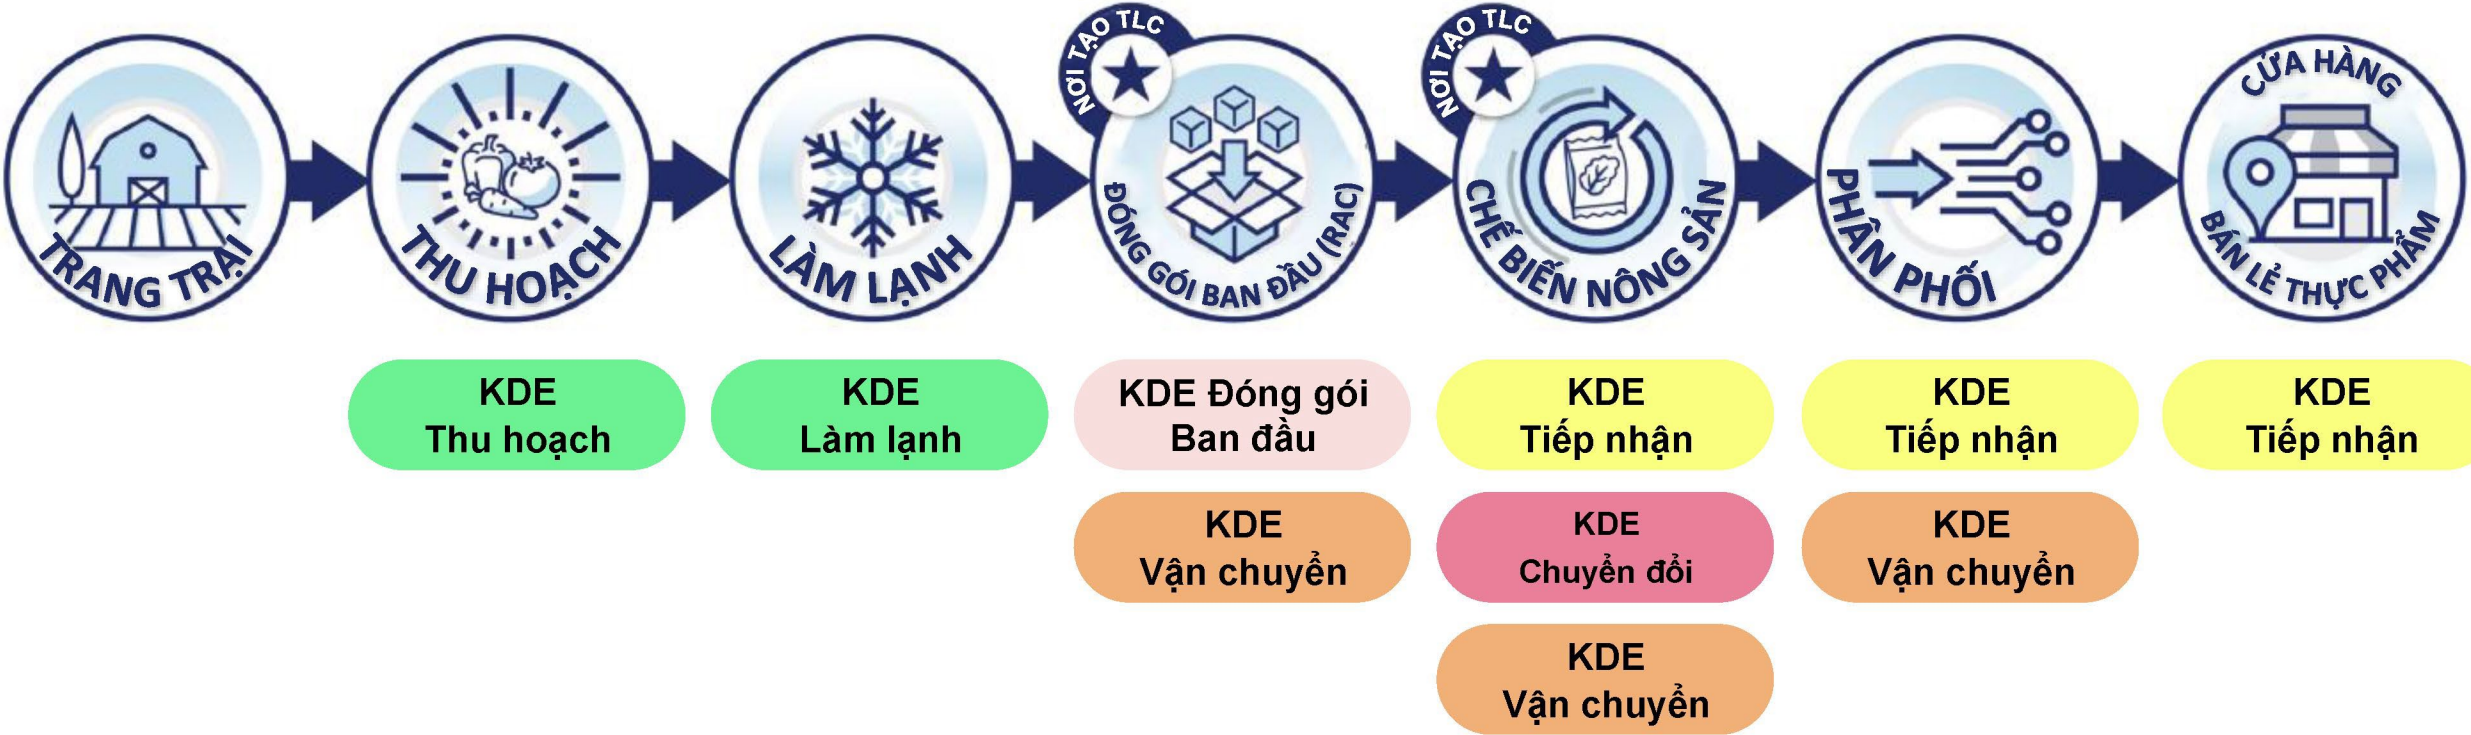 TRANG TRẠI
THU HOẠCH
LÀM LẠNH
NƠI TẠO TLC
ĐÓNG GÓI BAN ĐẦU (RAC)
NƠI TẠO TLC
CHẾ BIẾN NÔNG SẢN
PHÂN PHỐI
CỬA HÀNG
BÁN LẺ THỰC PHẨM
KDE
Thu hoạch
KDE
Làm lạnh
KDE Đóng gói
Ban đầu
KDE
Tiếp nhận
KDE
Tiếp nhận
KDE
Tiếp nhận
KDE
Vận chuyển
KDE
Chuyển đổi
KDE
Vận chuyển
KDE
Vận chuyển